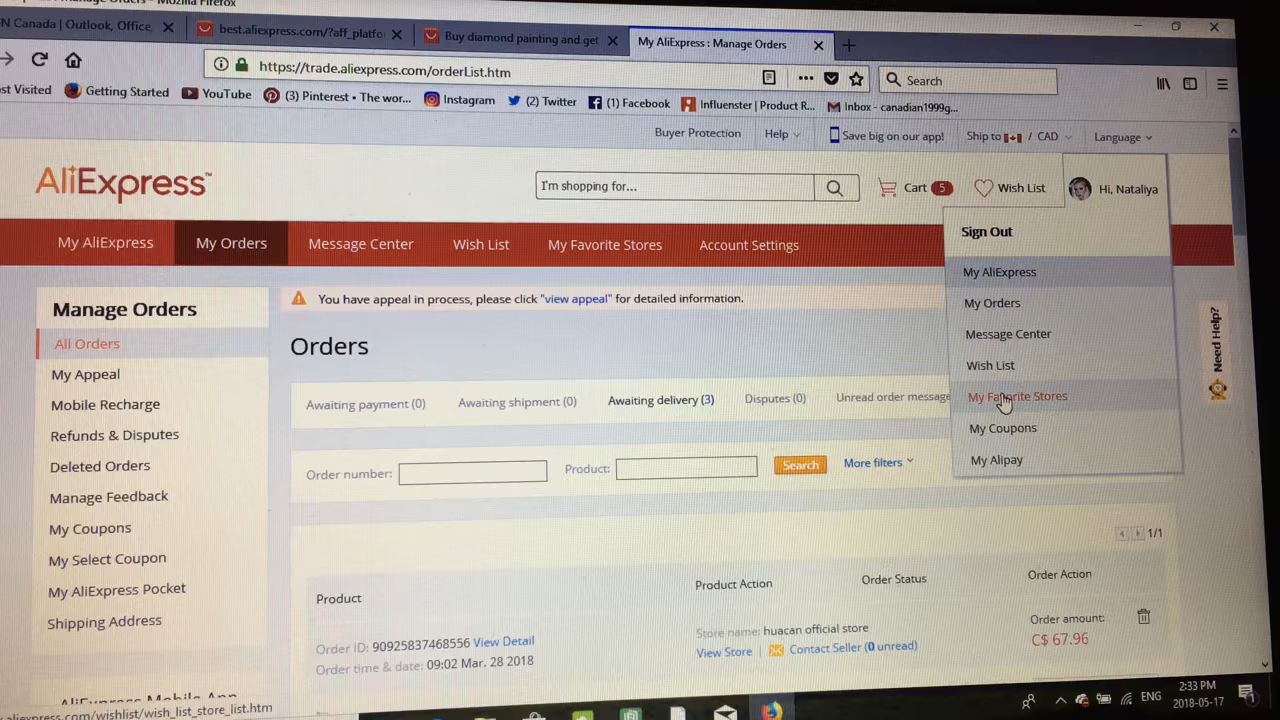 Manage Orders - Mozilla Firefox
N Canada | Outlook, Office,
best.aliexpress.com/?aff_platfo
Buy diamond painting and get
My AliExpress : Manage Orders
https://trade.aliexpress.com/orderList.htm
Search
st Visited
Getting Started
YouTube
(3) Pinterest • The wor...
Instagram
(2) Twitter
(1) Facebook
Influenster | Product R...
Inbox - canadian1999g...
Buyer Protection
Help
Save big on our app!
Ship to / CAD
Language
AliExpress™
I'm shopping for...
Cart 5
Wish List
Hi, Nataliya
My AliExpress
My Orders
Message Center
Wish List
My Favorite Stores
Account Settings
Sign Out
My AliExpress
My Orders
Message Center
Wish List
My Favorite Stores
My Coupons
My Alipay
Need Help?
Manage Orders
All Orders
My Appeal
Mobile Recharge
Refunds & Disputes
Deleted Orders
Manage Feedback
My Coupons
My Select Coupon
My AliExpress Pocket
Shipping Address
AliExpress Mobile App
You have appeal in process, please click "view appeal" for detailed information.
Orders
Awaiting payment (0)
Awaiting shipment (0)
Awaiting delivery (3)
Disputes (0)
Unread order message
Order number:
Product:
Search
More filters
1/1
Product
Product Action
Order Status
Order Action
Order ID: 90925837468556 View Detail
Order time & date: 09:02 Mar. 28 2018
Store name: huacan official store
View Store | Contact Seller (0 unread)
Order amount:
C$ 67.96
.aliexpress.com/wishlist/wish_list_store_list.htm
ENG
2:33 PM
2018-05-17
1